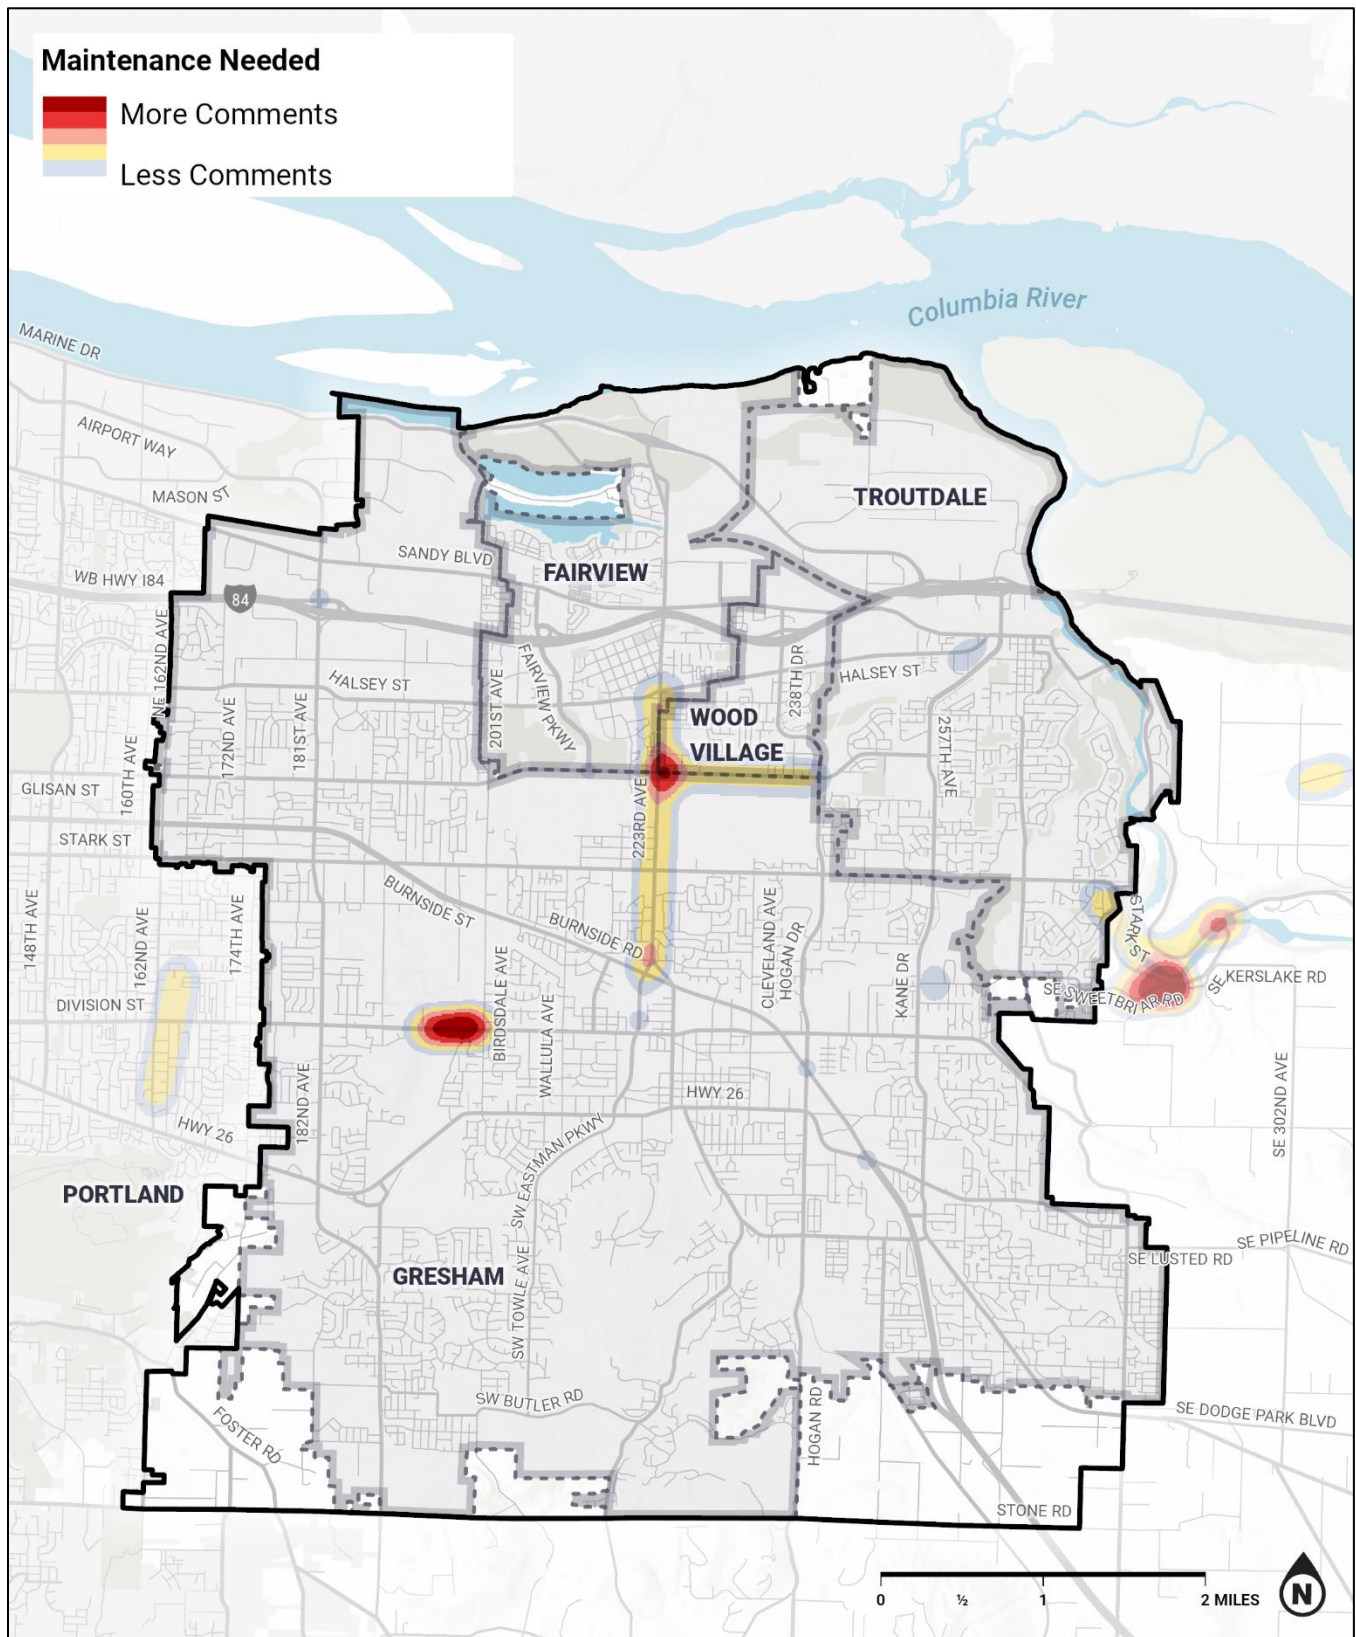 Maintenance Needed
More Comments
Less Comments
Columbia River
MARINE DR
AIRPORT WAY
MASON ST
TROUTDALE
SANDY BLVD
FAIRVIEW
WB HWY I84
84
NE 162ND AVE
HALSEY ST
FAIRVIEW PKWY
201ST AVE
238TH DR
HALSEY ST
WOOD
VILLAGE
172ND AVE
181ST AVE
257TH AVE
160TH AVE
GLISAN ST
223RD AVE
STARK ST
BURNSIDE ST
BURNSIDE RD
CLEVELAND AVE
HOGAN DR
STARK ST
148TH AVE
162ND AVE
174TH AVE
BIRDSDALE AVE
WALLULA AVE
KANE DR
SE SWEETBRIAR RD
SE KERSLAKE RD
DIVISION ST
182ND AVE
HWY 26
HWY 26
SE 302ND AVE
PORTLAND
SW EASTMAN PKWY
GRESHAM
SW TOWLE AVE
SE LUSTED RD
SE PIPELINE RD
SW BUTLER RD
HOGAN RD
SE DODGE PARK BLVD
FOSTER RD
STONE RD
0 ½ 1 2 MILES
N